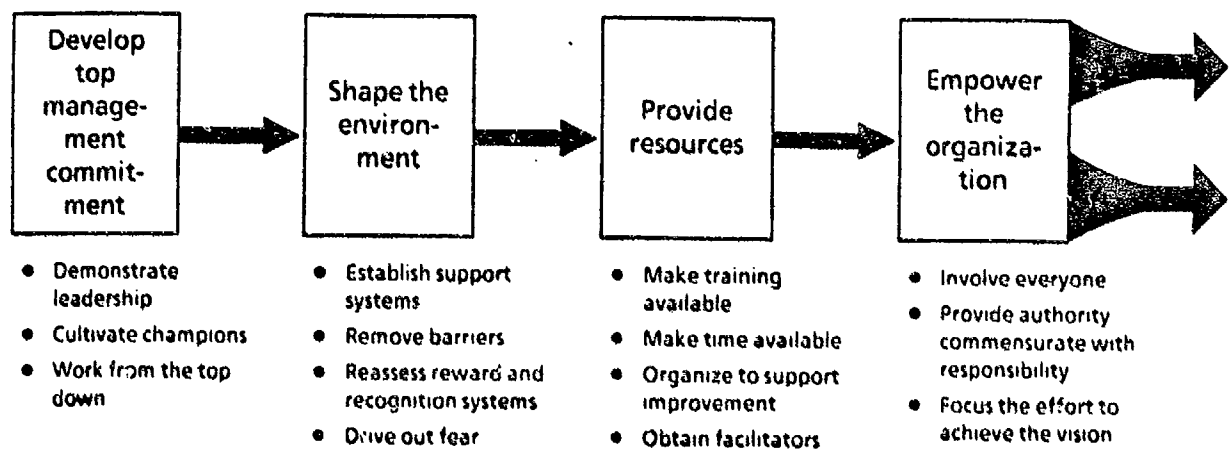 Develop
top
manage-
ment
commit-
ment
Shape the
environ-
ment
Provide
resources
Empower
the
organiza-
tion
● Demonstrate
leadership
● Cultivate champions
● Work from the top
down
● Establish support
systems
● Remove barriers
● Reassess reward and
recognition systems
● Drive out fear
● Make training
available
● Make time available
● Organize to support
improvement
● Obtain facilitators
● Involve everyone
● Provide authority
commensurate with
responsibility
● Focus the effort to
achieve the vision